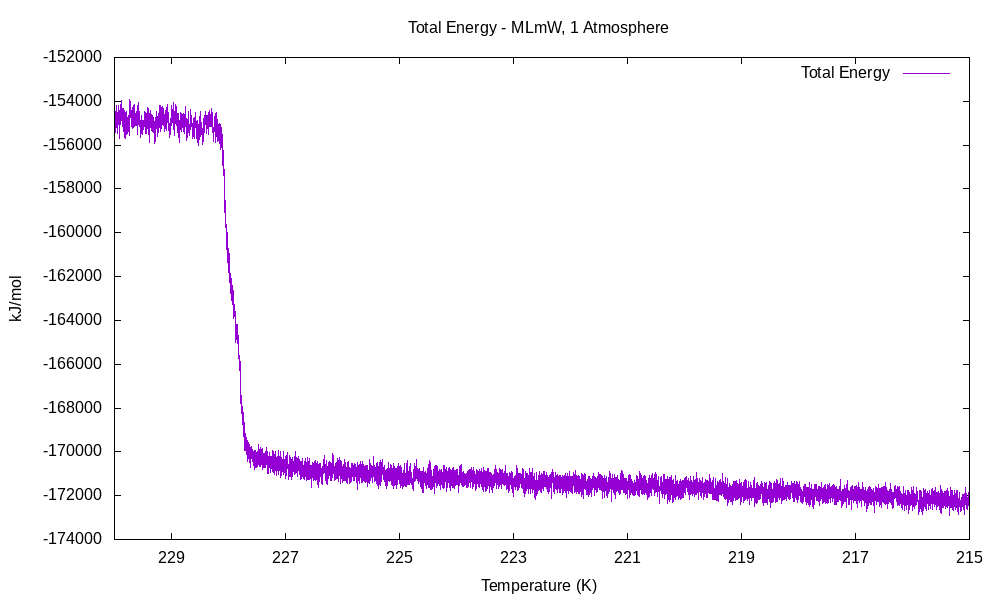 Total Energy - MLmW, 1 Atmosphere
Total Energy
-152000
-154000
-156000
-158000
-160000
-162000
-164000
-166000
-168000
-170000
-172000
-174000
kJ/mol
229 227 225 223 221 219 217 215
Temperature (K)